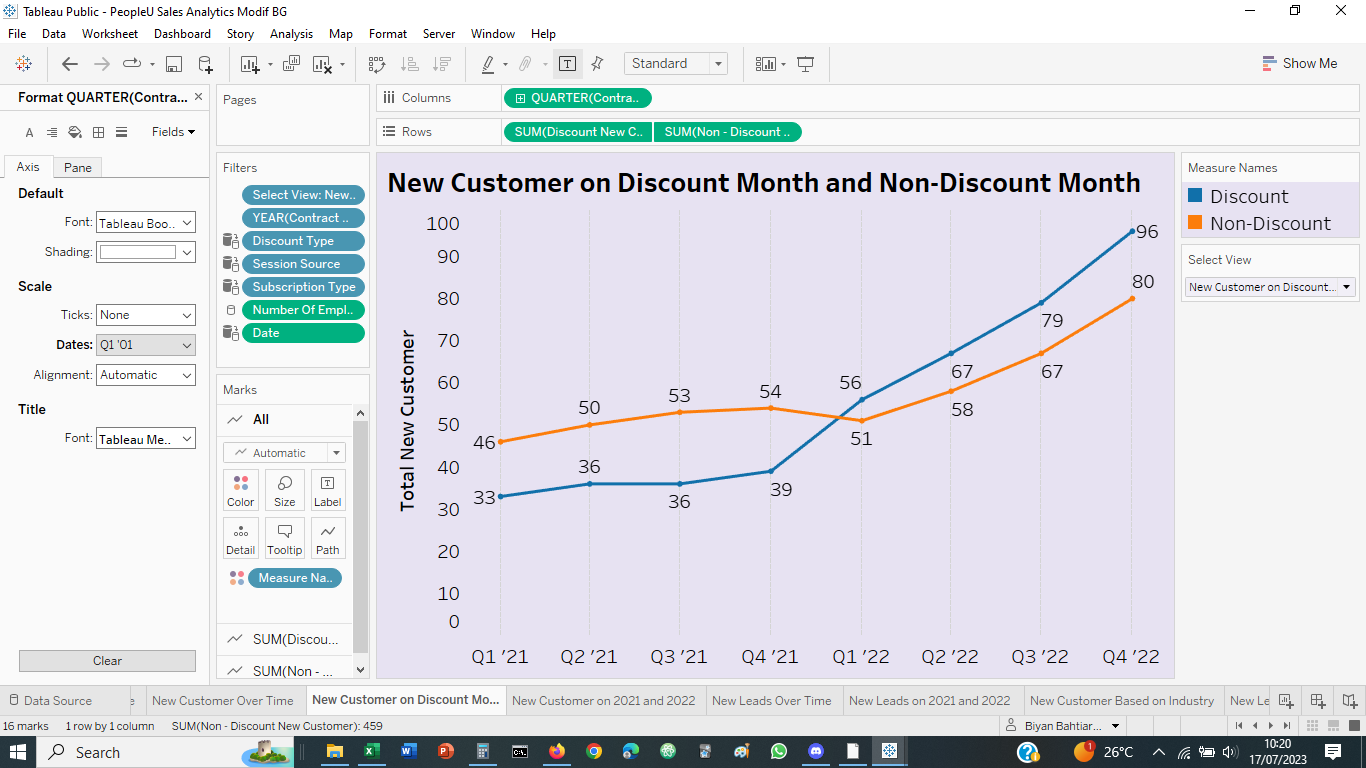 Tableau Public - PeopleU Sales Analytics Modif BG
File Data Worksheet Dashboard Story Analysis Map Format Server Window Help
Standard
Show Me
Format QUARTER(Contra...
Fields
Axis Pane
Default
Font: Tableau Boo..
Shading:
Scale
Ticks: None
Dates: Q1 '01
Alignment: Automatic
Title
Font: Tableau Me..
Clear
Pages
Filters
Select View: New..
YEAR(Contract ..
Discount Type
Session Source
Subscription Type
Number Of Empl..
Date
Marks
All
Automatic
Color Size Label
Detail Tooltip Path
Measure Na..
SUM(Discou...
SUM(Non - ...
Columns QUARTER(Contra..
Rows SUM(Discount New C.. SUM(Non - Discount ..
New Customer on Discount Month and Non-Discount Month
Total New Customer
100
90
80
70
60
50
40
30
20
10
0
46 50 53 54 51 58 67 80
33 36 36 39 56 67 79 96
Q1 '21 Q2 '21 Q3 '21 Q4 '21 Q1 '22 Q2 '22 Q3 '22 Q4 '22
Measure Names
Discount
Non-Discount
Select View
New Customer on Discount...
Data Source e New Customer Over Time New Customer on Discount Mo... New Customer on 2021 and 2022 New Leads Over Time New Leads on 2021 and 2022 New Customer Based on Industry New Le
16 marks 1 row by 1 column SUM(Non - Discount New Customer): 459 Biyan Bahtiar...
Search 1 26°C 10:20
17/07/2023